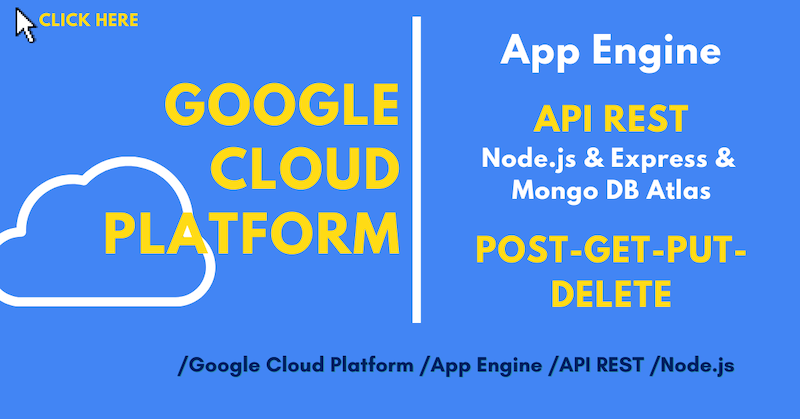 CLICK HERE
GOOGLE
CLOUD
PLATFORM
App Engine
API REST
Node.js & Express &
Mongo DB Atlas
POST-GET-PUT-
DELETE
/Google Cloud Platform /App Engine /API REST /Node.js